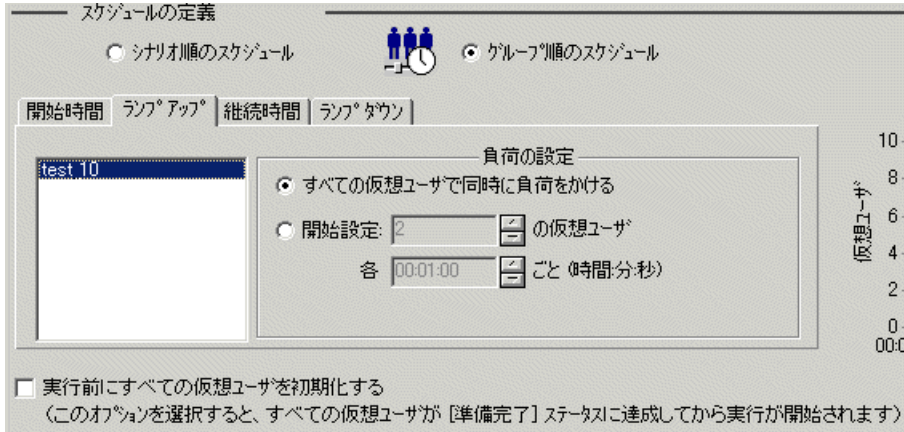 スケジュールの定義
シナリオ順のスケジュール
グループ順のスケジュール
開始時間 ランプアップ 継続時間 ランプダウン
test 10
負荷の設定
すべての仮想ユーザで同時に負荷をかける
開始設定: 2 の仮想ユーザ
各 00:01:00 ごと (時間:分:秒)
仮想ユーザ
10
8
6
4
2
0
実行前にすべての仮想ユーザを初期化する
(このオプションを選択すると、すべての仮想ユーザが [準備完了] ステータスに達成してから実行が開始されます)